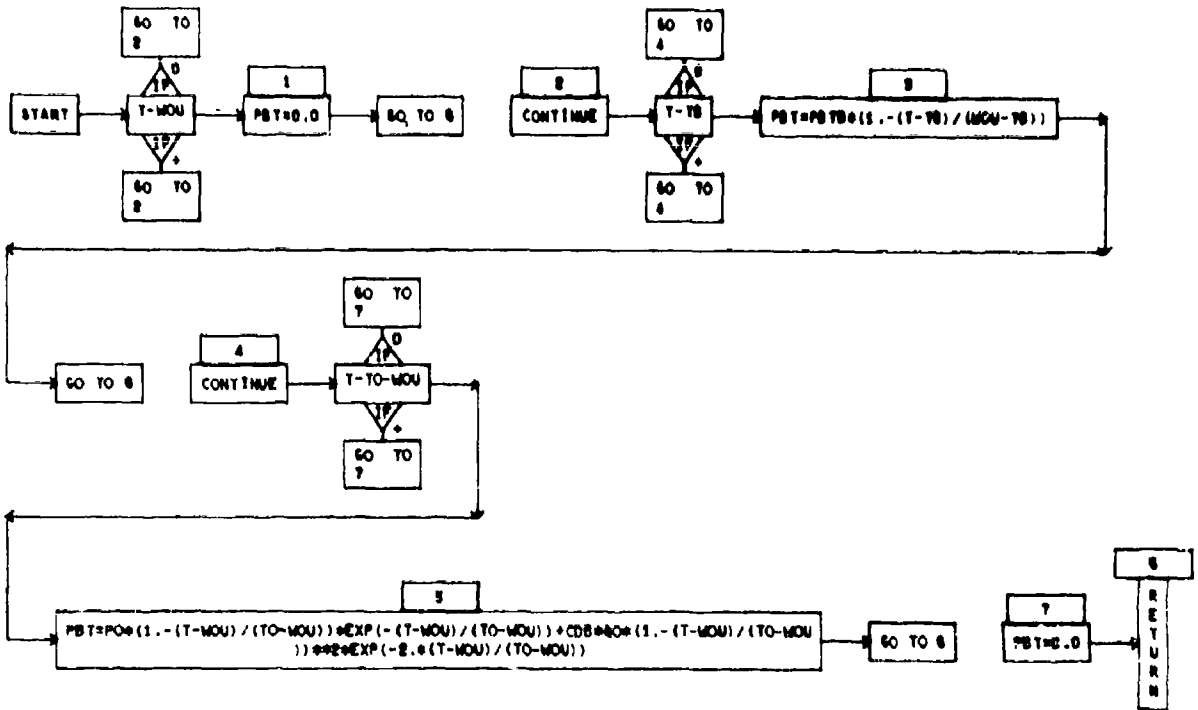 GO TO
2
IF 0
1
START
T-WOU
PBT=0.0
GO TO 6
IF +
GO TO
2
GO TO
4
IF 0
2
CONTINUE
T-TB
3
PBT=PBTB*(1.-(T-TB)/(WOU-TB))
IF +
GO TO
4
GO TO
7
IF 0
4
GO TO 6
CONTINUE
T-TO-WOU
IF +
GO TO
7
5
PBT=PO*(1.-(T-WOU)/(TO-WOU))*EXP(-(T-WOU)/(TO-WOU))+CDB*QO*(1.-(T-WOU)/(TO-WOU
))**2*EXP(-2.*(T-WOU)/(TO-WOU))
GO TO 6
7
PBT=0.0
6
RETURN